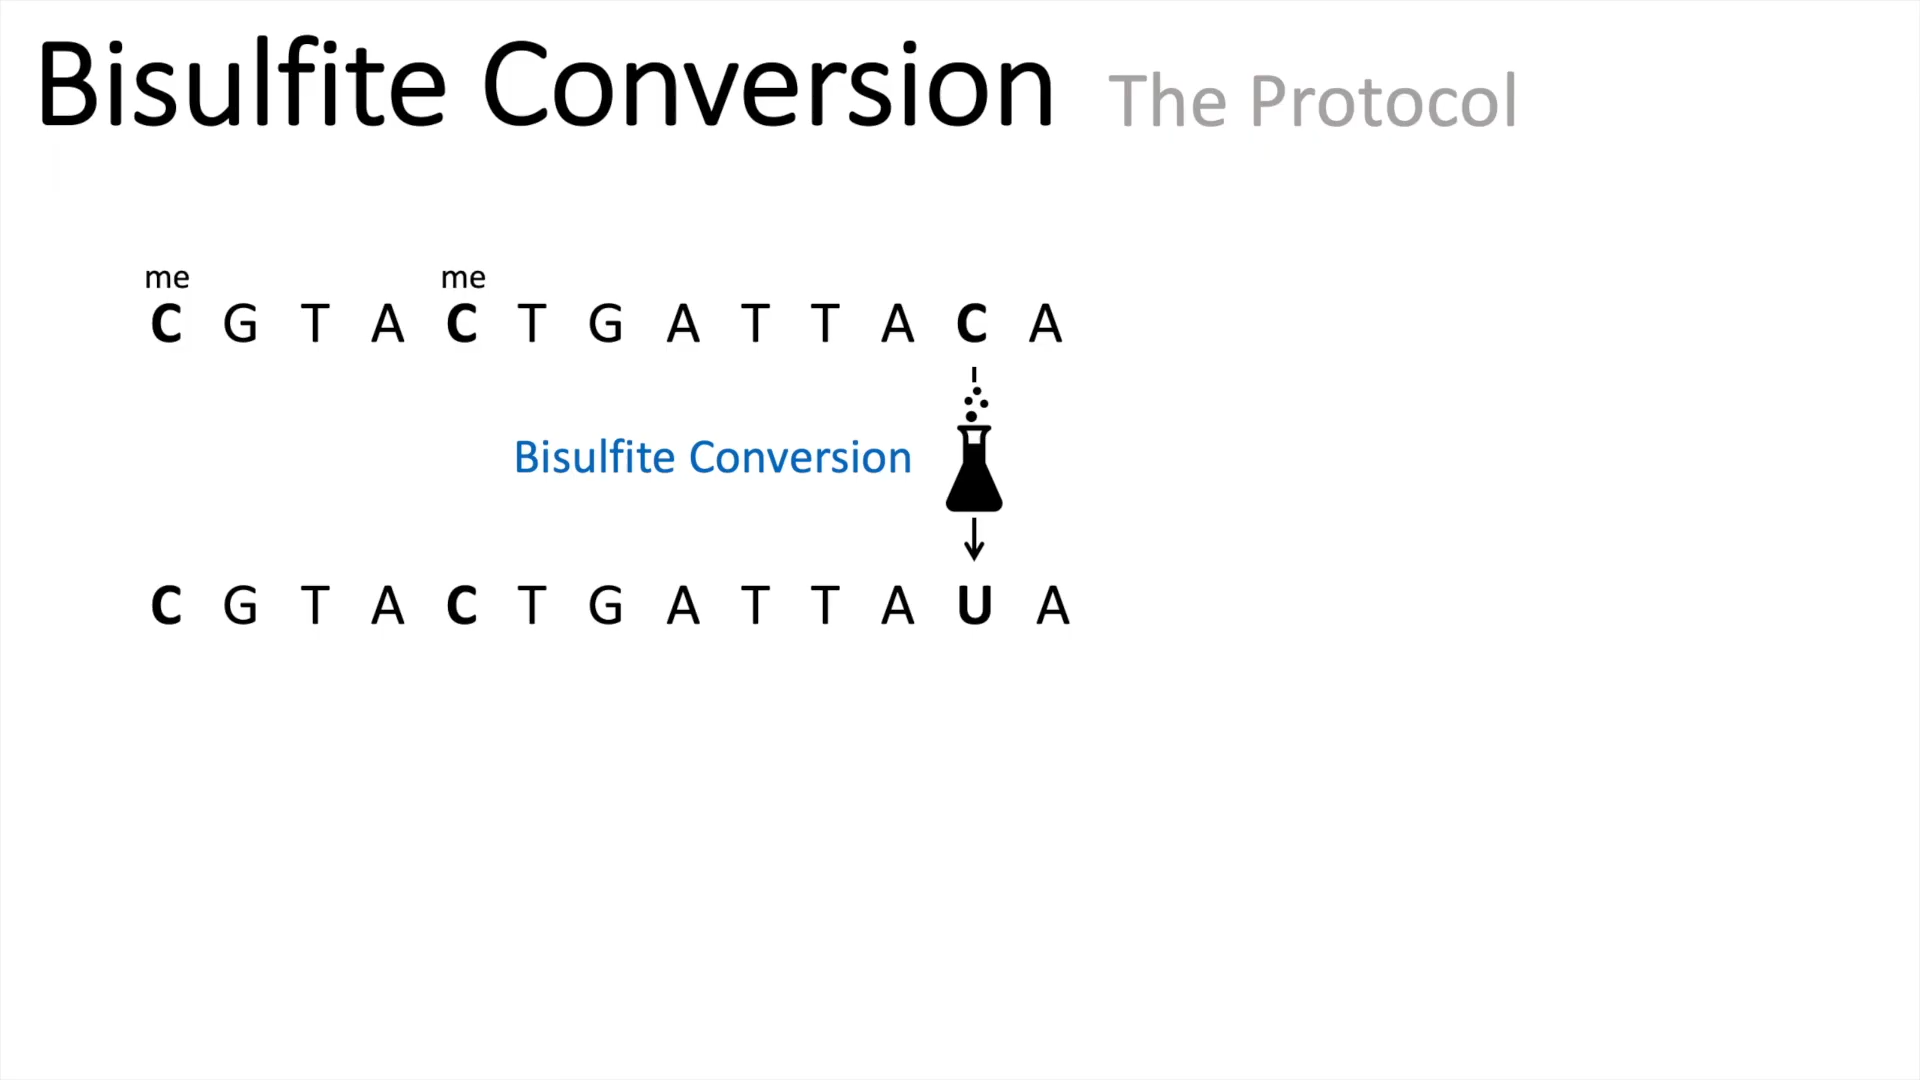 Bisulfite Conversion The Protocol
me me
C G T A C T G A T T A C A
Bisulfite Conversion
C G T A C T G A T T A U A